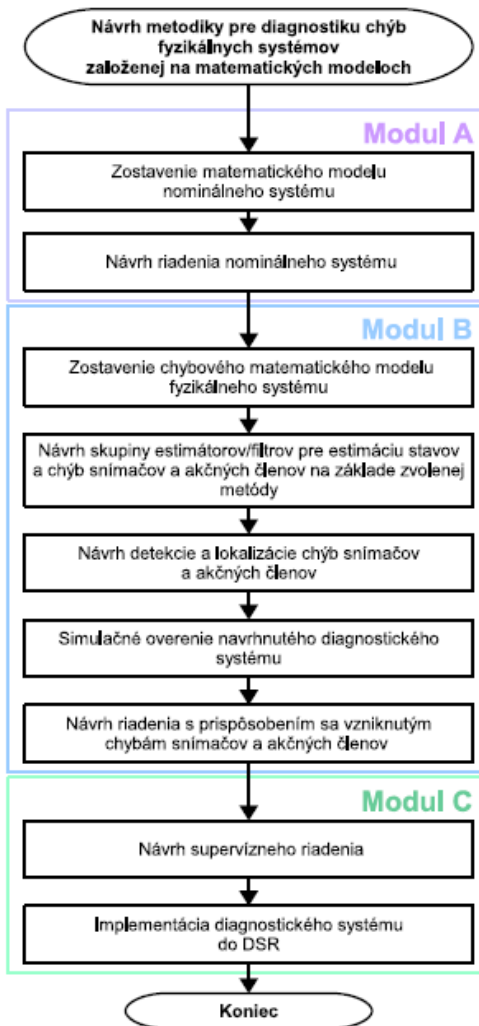 Návrh metodiky pre diagnostiku chýb
fyzikálnych systémov
založenej na matematických modeloch
Modul A
Zostavenie matematického modelu
nominálneho systému
Návrh riadenia nominálneho systému
Modul B
Zostavenie chybového matematického modelu
fyzikálneho systému
Návrh skupiny estimátorov/filtrov pre estimáciu stavov
a chýb snímačov a akčných členov na základe zvolenej
metódy
Návrh detekcie a lokalizácie chýb snímačov
a akčných členov
Simulačné overenie navrhnutého diagnostického
systému
Návrh riadenia s prispôsobením sa vzniknutým
chybám snímačov a akčných členov
Modul C
Návrh supervízneho riadenia
Implementácia diagnostického systému
do DSR
Koniec